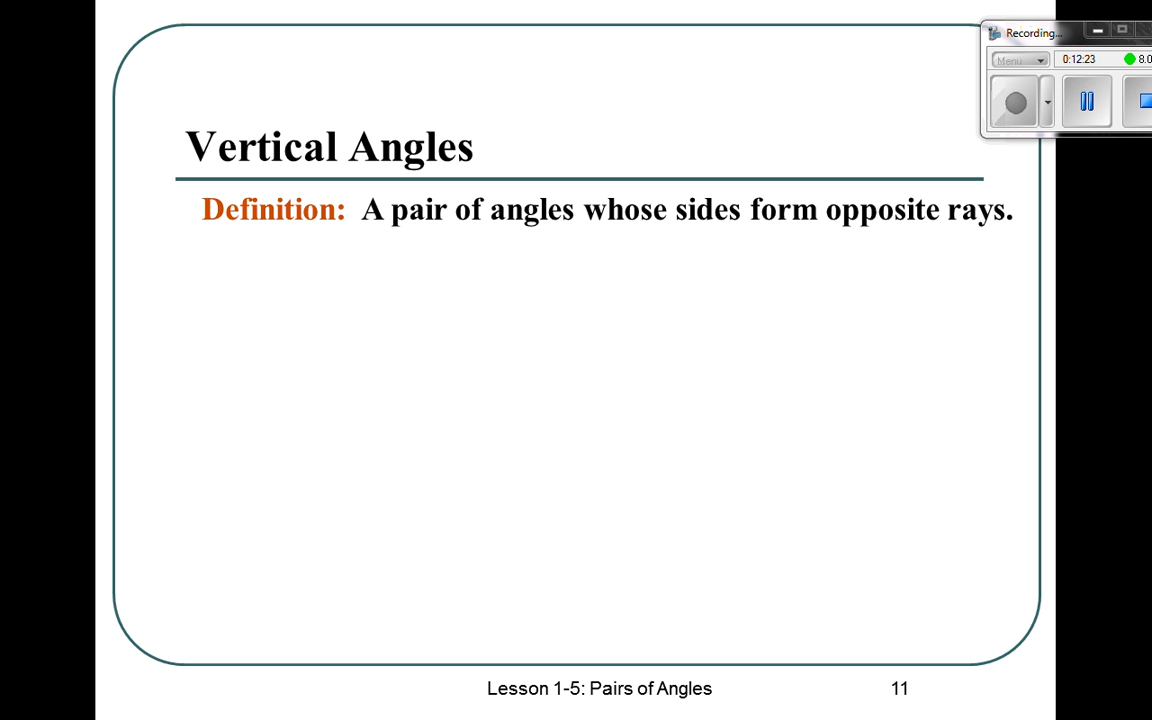 Recording...
Menu
0:12:23
8.0
Vertical Angles
Definition: A pair of angles whose sides form opposite rays.
Lesson 1-5: Pairs of Angles
11